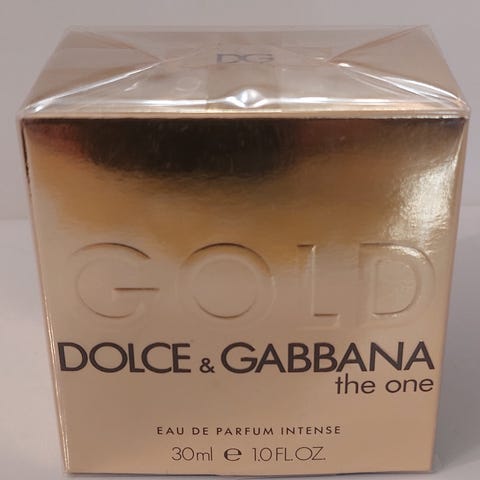 DG
GOLD
DOLCE & GABBANA
the one
EAU DE PARFUM INTENSE
30ml e 1.0 FL.OZ.